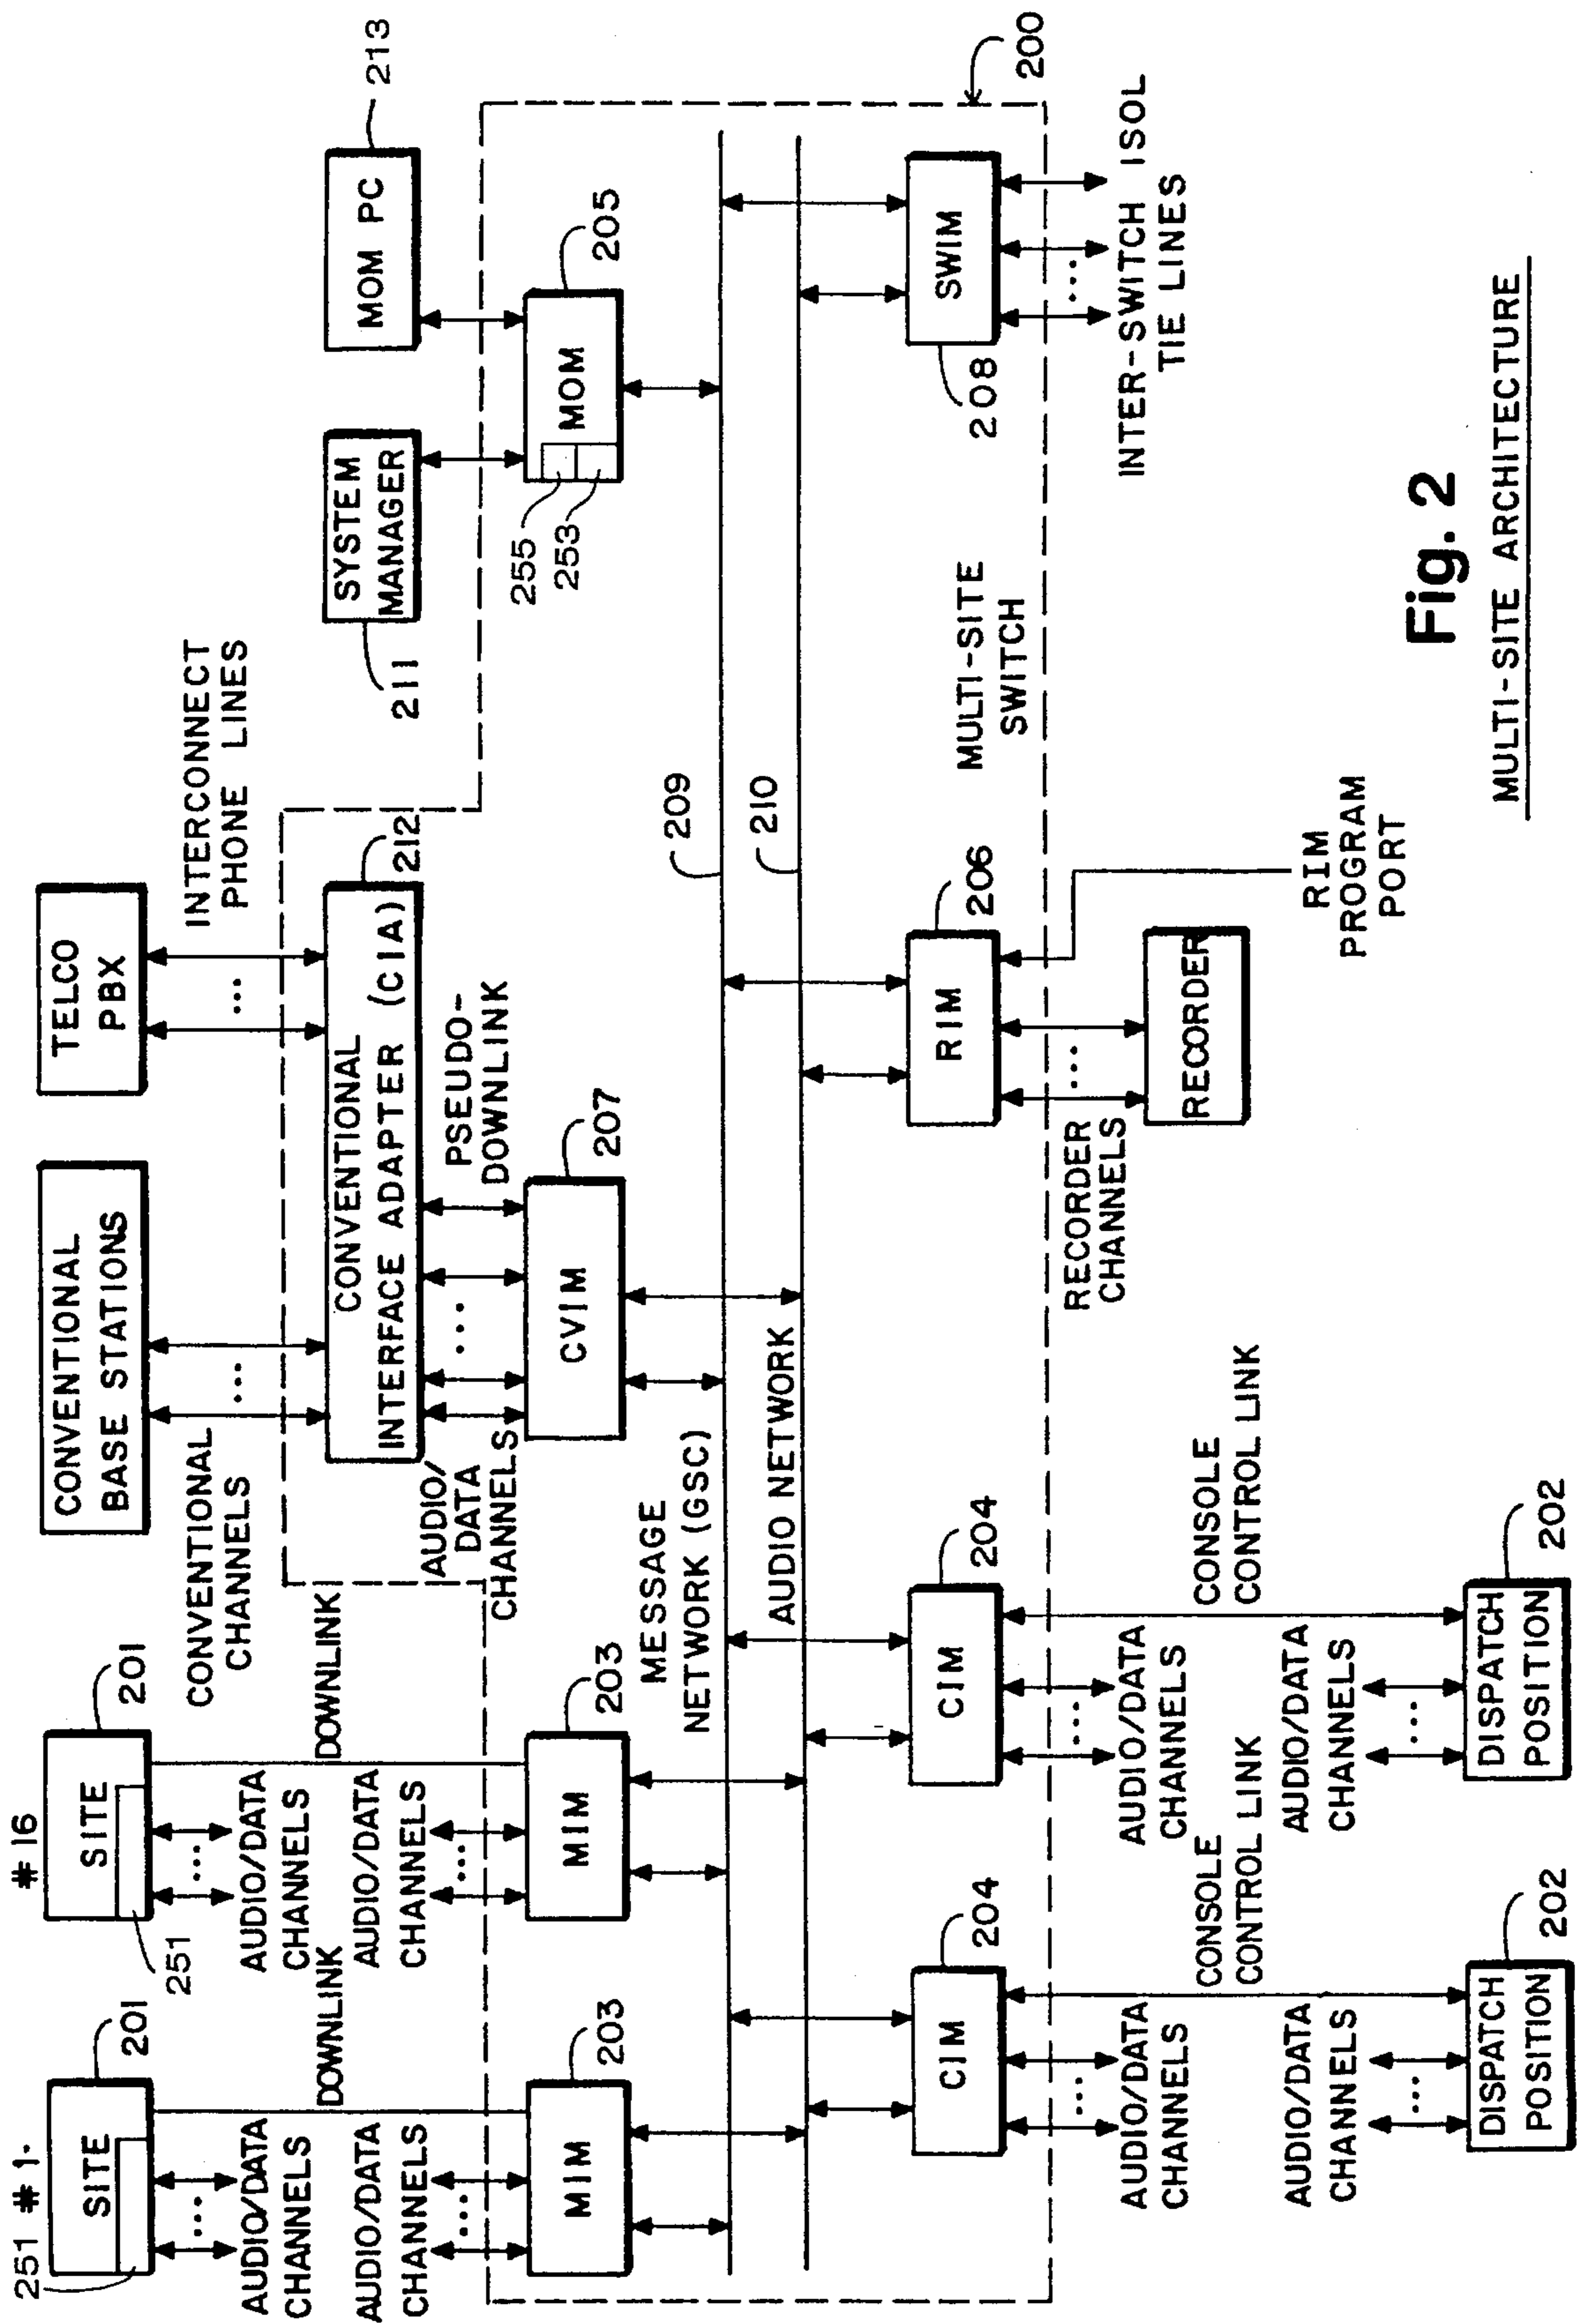 251 # 1
201
SITE
# 16
201
SITE
251
CONVENTIONAL
BASE STATIONS
TELCO
PBX
AUDIO/DATA
CHANNELS
DOWNLINK
AUDIO/DATA
CHANNELS
AUDIO/DATA
CHANNELS
DOWNLINK
AUDIO/DATA
CHANNELS
CONVENTIONAL
CHANNELS
INTERCONNECT
PHONE LINES
CONVENTIONAL
INTERFACE ADAPTER (CIA)
212
SYSTEM
MANAGER
211
MOM PC
213
AUDIO/
DATA
CHANNELS
PSEUDO-
DOWNLINK
MIM
203
MIM
203
CVIM
207
MOM
205
255
253
MESSAGE
NETWORK (GSC)
209
AUDIO NETWORK
210
CIM
204
CIM
204
RIM
206
SWIM
208
MULTI-SITE
SWITCH
200
AUDIO/DATA
CHANNELS
CONSOLE
CONTROL LINK
AUDIO/DATA
CHANNELS
CONSOLE
CONTROL LINK
RECORDER
CHANNELS
RECORDER
RIM
PROGRAM
PORT
INTER-SWITCH ISOL
TIE LINES
AUDIO/DATA
CHANNELS
AUDIO/DATA
CHANNELS
DISPATCH
POSITION
202
DISPATCH
POSITION
202
Fig. 2
MULTI-SITE ARCHITECTURE